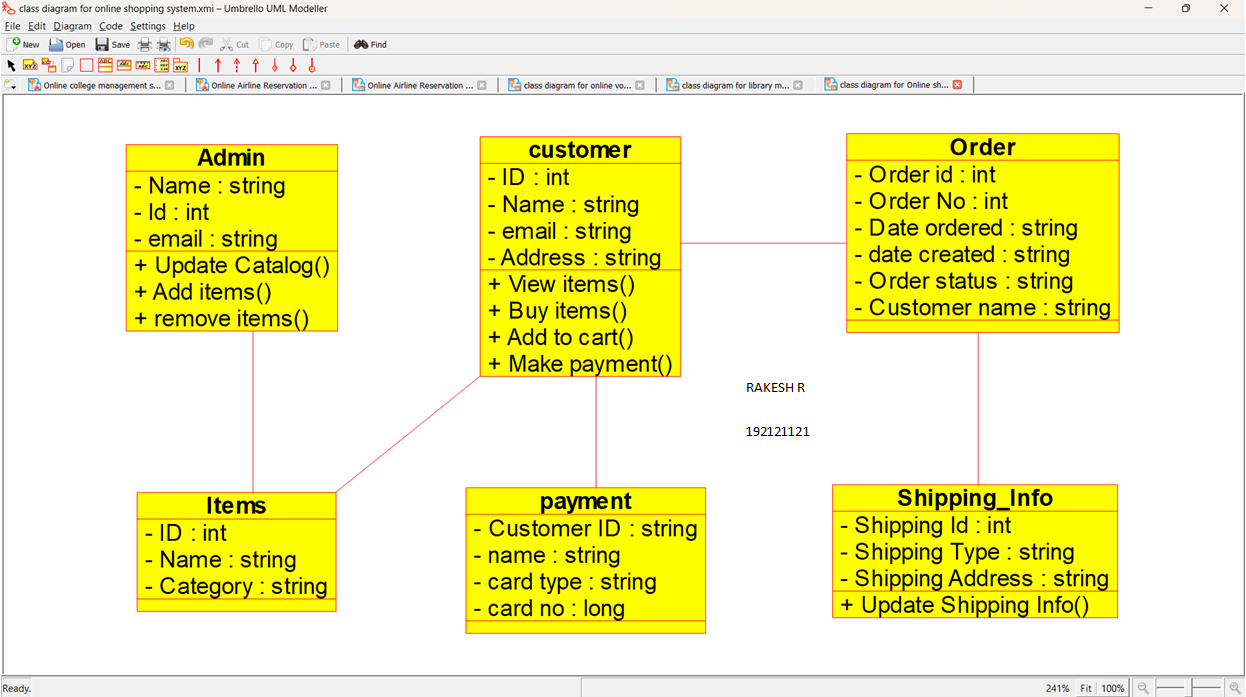 class diagram for online shopping system.xmi – Umbrello UML Modeller
File Edit Diagram Code Settings Help
New Open Save Cut Copy Paste Find
Online college management s... Online Airline Reservation ... Online Airline Reservation ... class diagram for online vo... class diagram for library m... class diagram for Online sh...
Admin
- Name : string
- Id : int
- email : string
+ Update Catalog()
+ Add items()
+ remove items()
customer
- ID : int
- Name : string
- email : string
- Address : string
+ View items()
+ Buy items()
+ Add to cart()
+ Make payment()
Order
- Order id : int
- Order No : int
- Date ordered : string
- date created : string
- Order status : string
- Customer name : string
RAKESH R
192121121
Items
- ID : int
- Name : string
- Category : string
payment
- Customer ID : string
- name : string
- card type : string
- card no : long
Shipping_Info
- Shipping Id : int
- Shipping Type : string
- Shipping Address : string
+ Update Shipping Info()
Ready.
241% Fit 100%